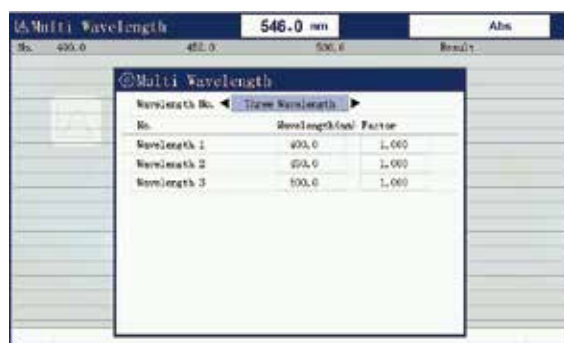 Multi Wavelength 546.0 nm Abs
No. 400.0 450.0 500.0 Result
Multi Wavelength
Wavelength No. ◀ Three Wavelength ▶
No. Wavelength(nm) Factor
Wavelength 1 400.0 1.000
Wavelength 2 450.0 1.000
Wavelength 3 500.0 1.000